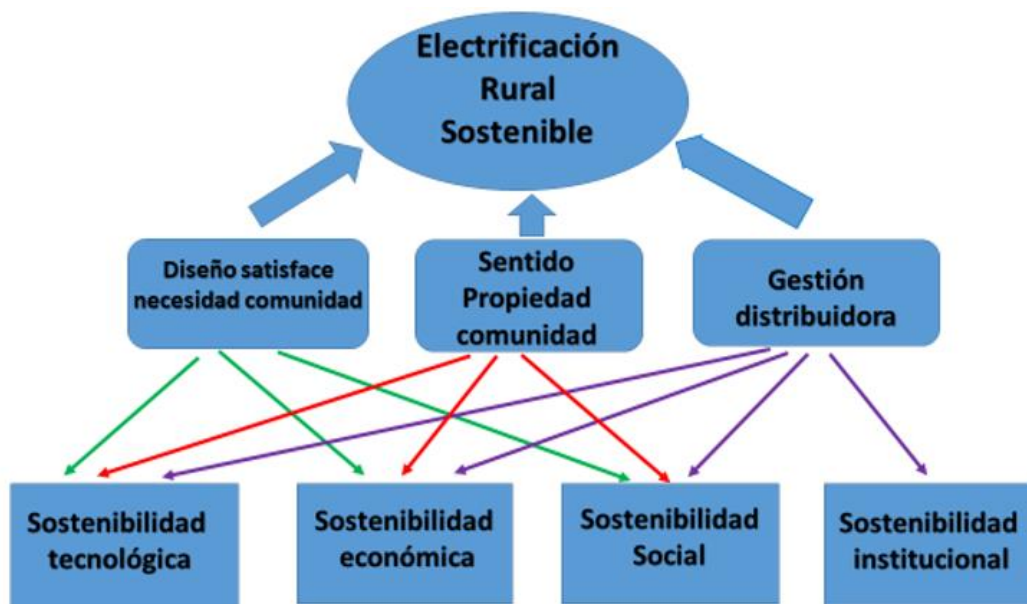 Electrificación
Rural
Sostenible
Diseño satisface
necesidad comunidad
Sentido
Propiedad
comunidad
Gestión
distribuidora
Sostenibilidad
tecnológica
Sostenibilidad
económica
Sostenibilidad
Social
Sostenibilidad
institucional